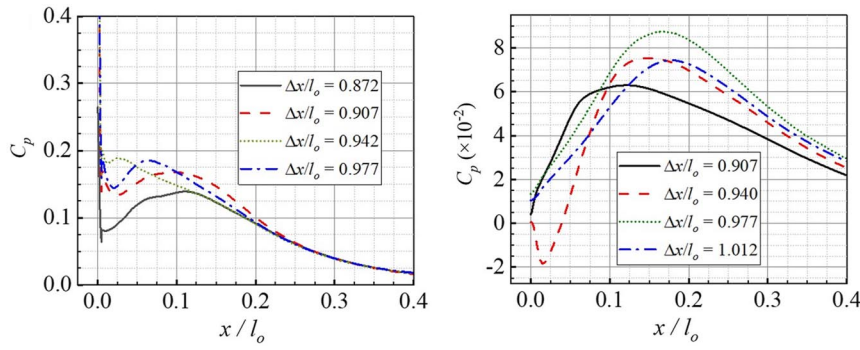 0.4
0.3
0.2
0.1
0.0
C_p
Δx/l_o = 0.872
Δx/l_o = 0.907
Δx/l_o = 0.942
Δx/l_o = 0.977
0.0 0.1 0.2 0.3 0.4
x / l_o
8
6
4
2
0
-2
C_p (×10^-2)
Δx/l_o = 0.907
Δx/l_o = 0.940
Δx/l_o = 0.977
Δx/l_o = 1.012
0.0 0.1 0.2 0.3 0.4
x / l_o